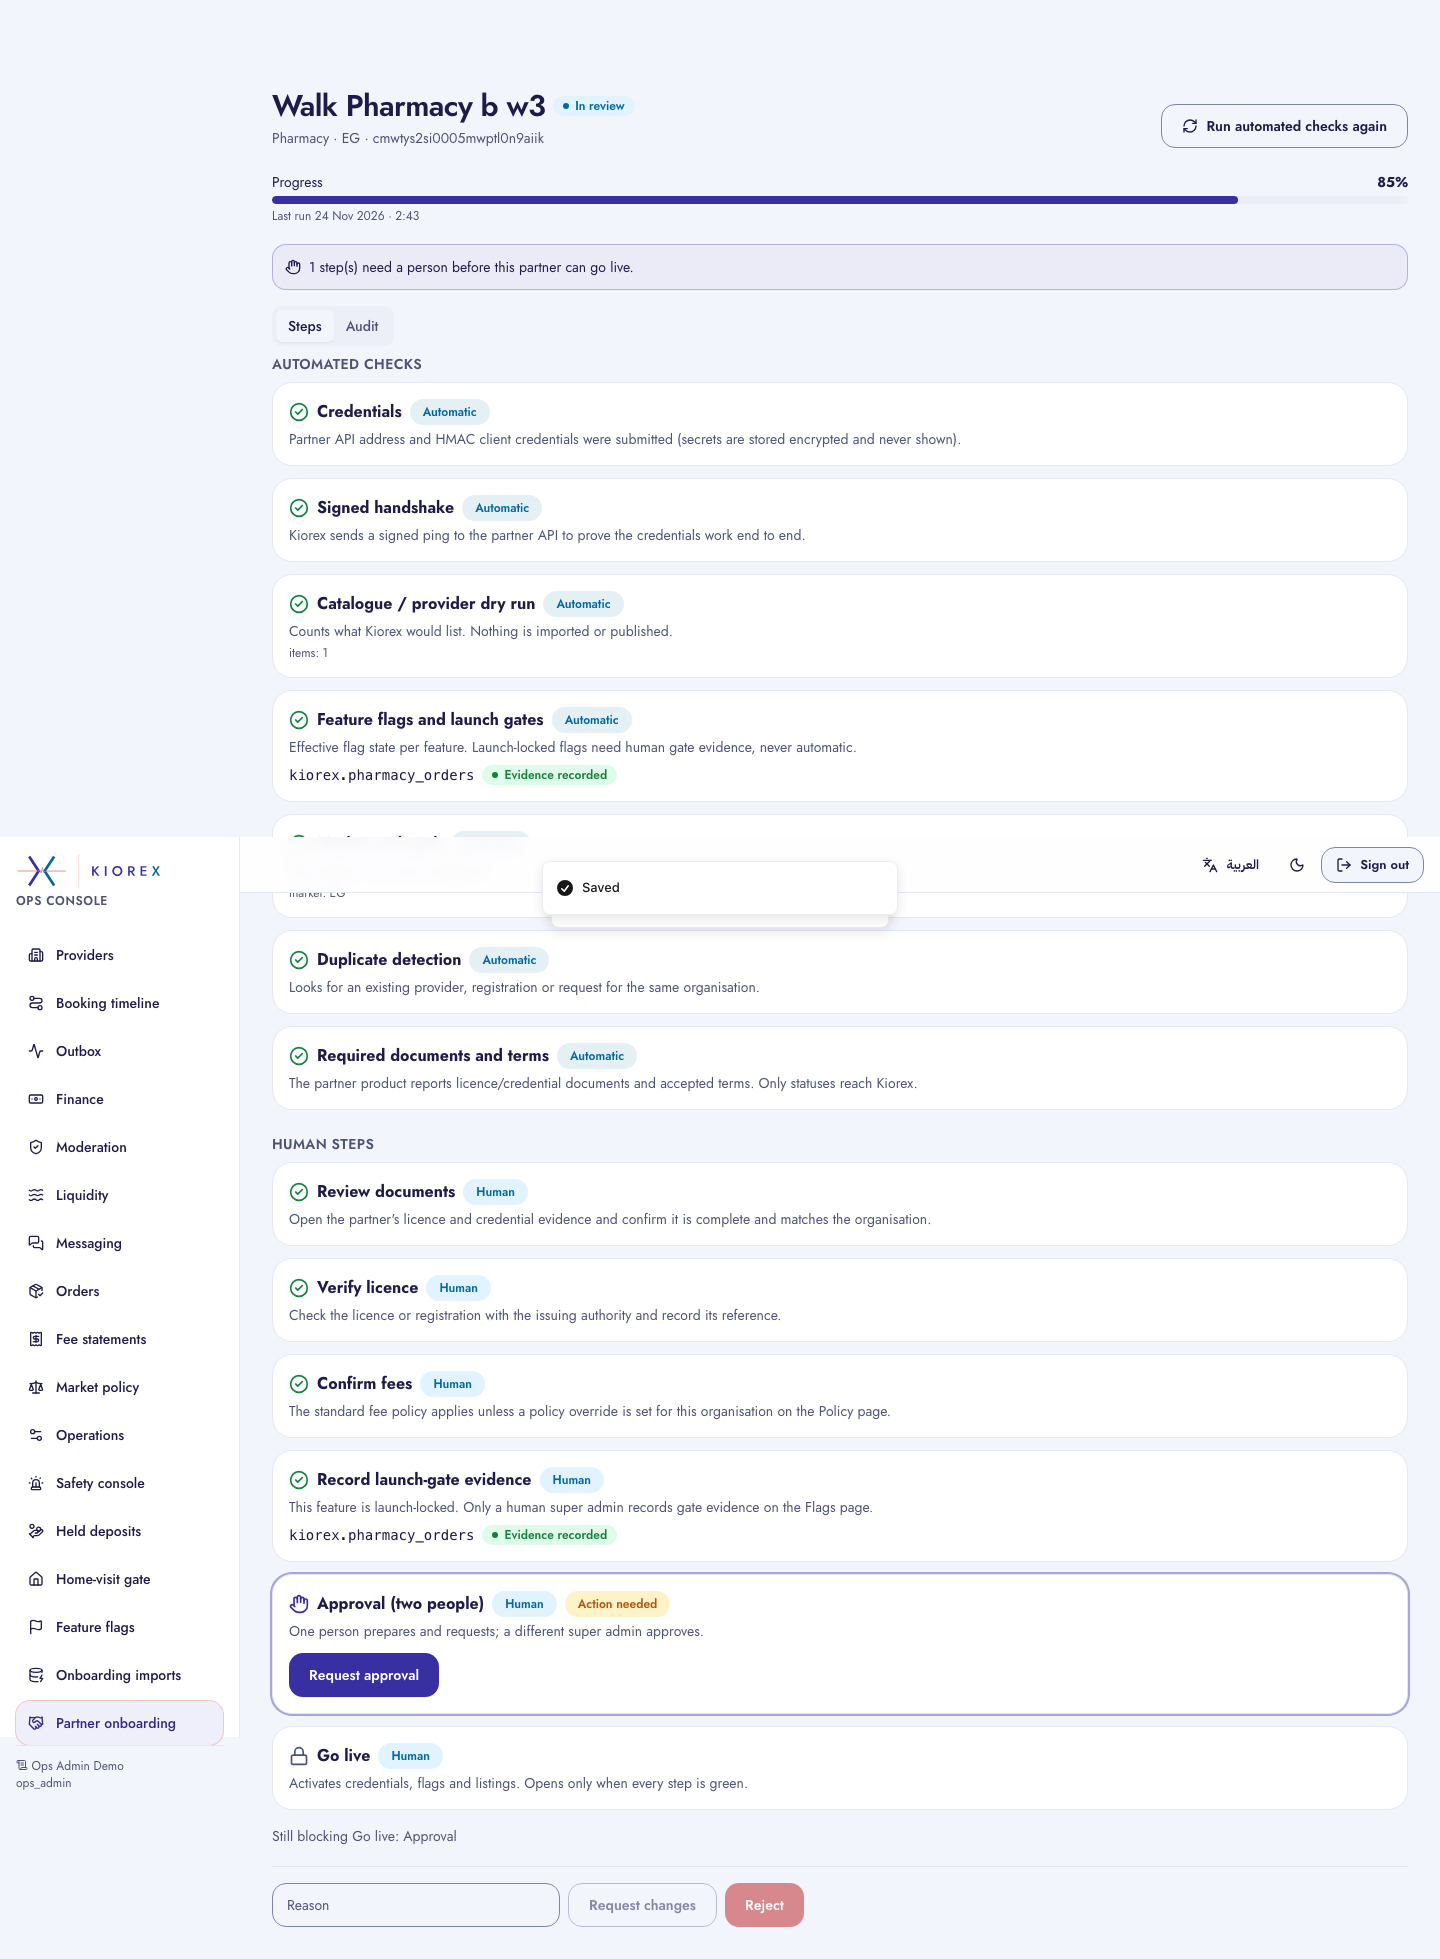 Walk Pharmacy b w3
In review
Pharmacy · EG · cmwtys2si0005mwptl0n9aiik
Run automated checks again
Progress
85%
Last run 24 Nov 2026 · 2:43
1 step(s) need a person before this partner can go live.
Steps
Audit
AUTOMATED CHECKS
Credentials
Automatic
Partner API address and HMAC client credentials were submitted (secrets are stored encrypted and never shown).
Signed handshake
Automatic
Kiorex sends a signed ping to the partner API to prove the credentials work end to end.
Catalogue / provider dry run
Automatic
Counts what Kiorex would list. Nothing is imported or published.
items: 1
Feature flags and launch gates
Automatic
Effective flag state per feature. Launch-locked flags need human gate evidence, never automatic.
kiorex.pharmacy_orders
Evidence recorded
market: EG
KIOREX
OPS CONSOLE
العربية
Sign out
Saved
Providers
Booking timeline
Outbox
Finance
Moderation
Liquidity
Messaging
Orders
Fee statements
Market policy
Operations
Safety console
Held deposits
Home-visit gate
Feature flags
Onboarding imports
Partner onboarding
Ops Admin Demo
ops_admin
Duplicate detection
Automatic
Looks for an existing provider, registration or request for the same organisation.
Required documents and terms
Automatic
The partner product reports licence/credential documents and accepted terms. Only statuses reach Kiorex.
HUMAN STEPS
Review documents
Human
Open the partner's licence and credential evidence and confirm it is complete and matches the organisation.
Verify licence
Human
Check the licence or registration with the issuing authority and record its reference.
Confirm fees
Human
The standard fee policy applies unless a policy override is set for this organisation on the Policy page.
Record launch-gate evidence
Human
This feature is launch-locked. Only a human super admin records gate evidence on the Flags page.
kiorex.pharmacy_orders
Evidence recorded
Approval (two people)
Human
Action needed
One person prepares and requests; a different super admin approves.
Request approval
Go live
Human
Activates credentials, flags and listings. Opens only when every step is green.
Still blocking Go live: Approval
Reason
Request changes
Reject